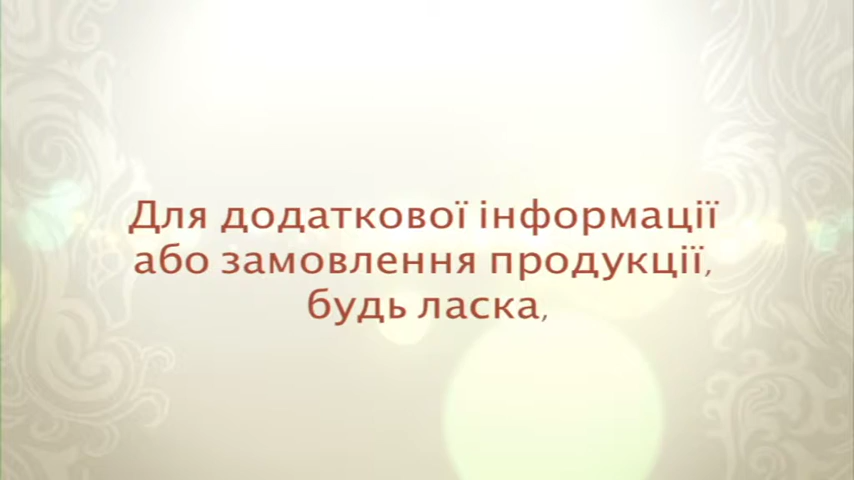 Для додаткової інформації
або замовлення продукції,
будь ласка,